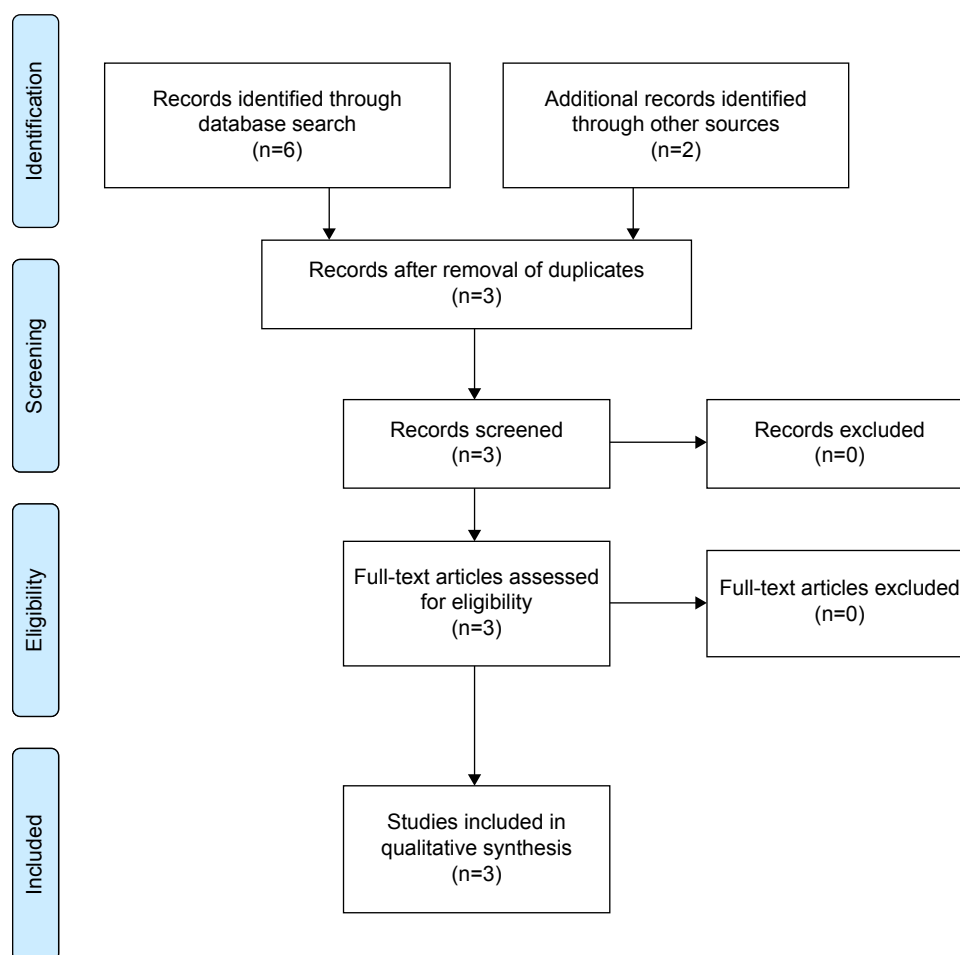 Identification
Records identified through
database search
(n=6)
Additional records identified
through other sources
(n=2)
Screening
Records after removal of duplicates
(n=3)
Records screened
(n=3)
Records excluded
(n=0)
Eligibility
Full-text articles assessed
for eligibility
(n=3)
Full-text articles excluded
(n=0)
Included
Studies included in
qualitative synthesis
(n=3)